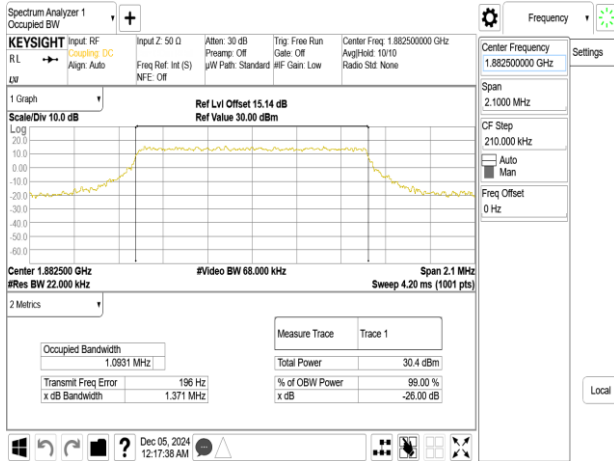 Spectrum Analyzer 1
Occupied BW
+
Frequency
KEYSIGHT
RL
LXI
Input: RF
Coupling: DC
Align: Auto
Input Z: 50 Ω
Freq Ref: Int (S)
NFE: Off
Atten: 30 dB
Preamp: Off
µW Path: Standard
Trig: Free Run
Gate: Off
#IF Gain: Low
Center Freq: 1.882500000 GHz
Avg|Hold: 10/10
Radio Std: None
Center Frequency
1.882500000 GHz
Settings
Span
2.1000 MHz
CF Step
210.000 kHz
Auto
Man
Freq Offset
0 Hz
Local
1 Graph
Scale/Div 10.0 dB
Ref Lvl Offset 15.14 dB
Ref Value 30.00 dBm
Log
20.0
10.0
0.00
-10.0
-20.0
-30.0
-40.0
-50.0
-60.0
Center 1.882500 GHz
#Video BW 68.000 kHz
Span 2.1 MHz
#Res BW 22.000 kHz
Sweep 4.20 ms (1001 pts)
2 Metrics
Occupied Bandwidth
1.0931 MHz
Transmit Freq Error 196 Hz
x dB Bandwidth 1.371 MHz
Measure Trace Trace 1
Total Power 30.4 dBm
% of OBW Power 99.00 %
x dB -26.00 dB
?
Dec 05, 2024
12:17:38 AM